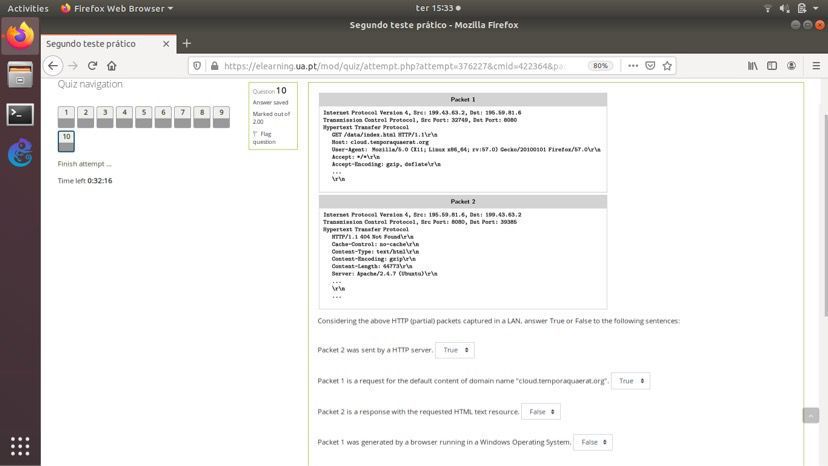 Activities Firefox Web Browser ter 15:33
Segundo teste prático - Mozilla Firefox
Segundo teste prático
https://elearning.ua.pt/mod/quiz/attempt.php?attempt=376227&cmid=422364&pa 80%
Quiz navigation
1 2 3 4 5 6 7 8 9
10
Finish attempt ...
Time left 0:32:16
Question 10
Answer saved
Marked out of
2.00
Flag
question
Packet 1
Internet Protocol Version 4, Src: 199.43.63.2, Dst: 195.59.81.6
Transmission Control Protocol, Src Port: 32749, Dst Port: 8080
Hypertext Transfer Protocol
GET /data/index.html HTTP/1.1\r\n
Host: cloud.temporaquaerat.org
User-Agent: Mozilla/5.0 (X11; Linux x86_64; rv:57.0) Gecko/20100101 Firefox/57.0\r\n
Accept: */*\r\n
Accept-Encoding: gzip, deflate\r\n
...
\r\n
Packet 2
Internet Protocol Version 4, Src: 195.59.81.6, Dst: 199.43.63.2
Transmission Control Protocol, Src Port: 8080, Dst Port: 39385
Hypertext Transfer Protocol
HTTP/1.1 404 Not Found\r\n
Cache-Control: no-cache\r\n
Content-Type: text/html\r\n
Content-Encoding: gzip\r\n
Content-Length: 44773\r\n
Server: Apache/2.4.7 (Ubuntu)\r\n
...
\r\n
...
Considering the above HTTP (partial) packets captured in a LAN, answer True or False to the following sentences:
Packet 2 was sent by a HTTP server. True
Packet 1 is a request for the default content of domain name "cloud.temporaquaerat.org". True
Packet 2 is a response with the requested HTML text resource. False
Packet 1 was generated by a browser running in a Windows Operating System. False